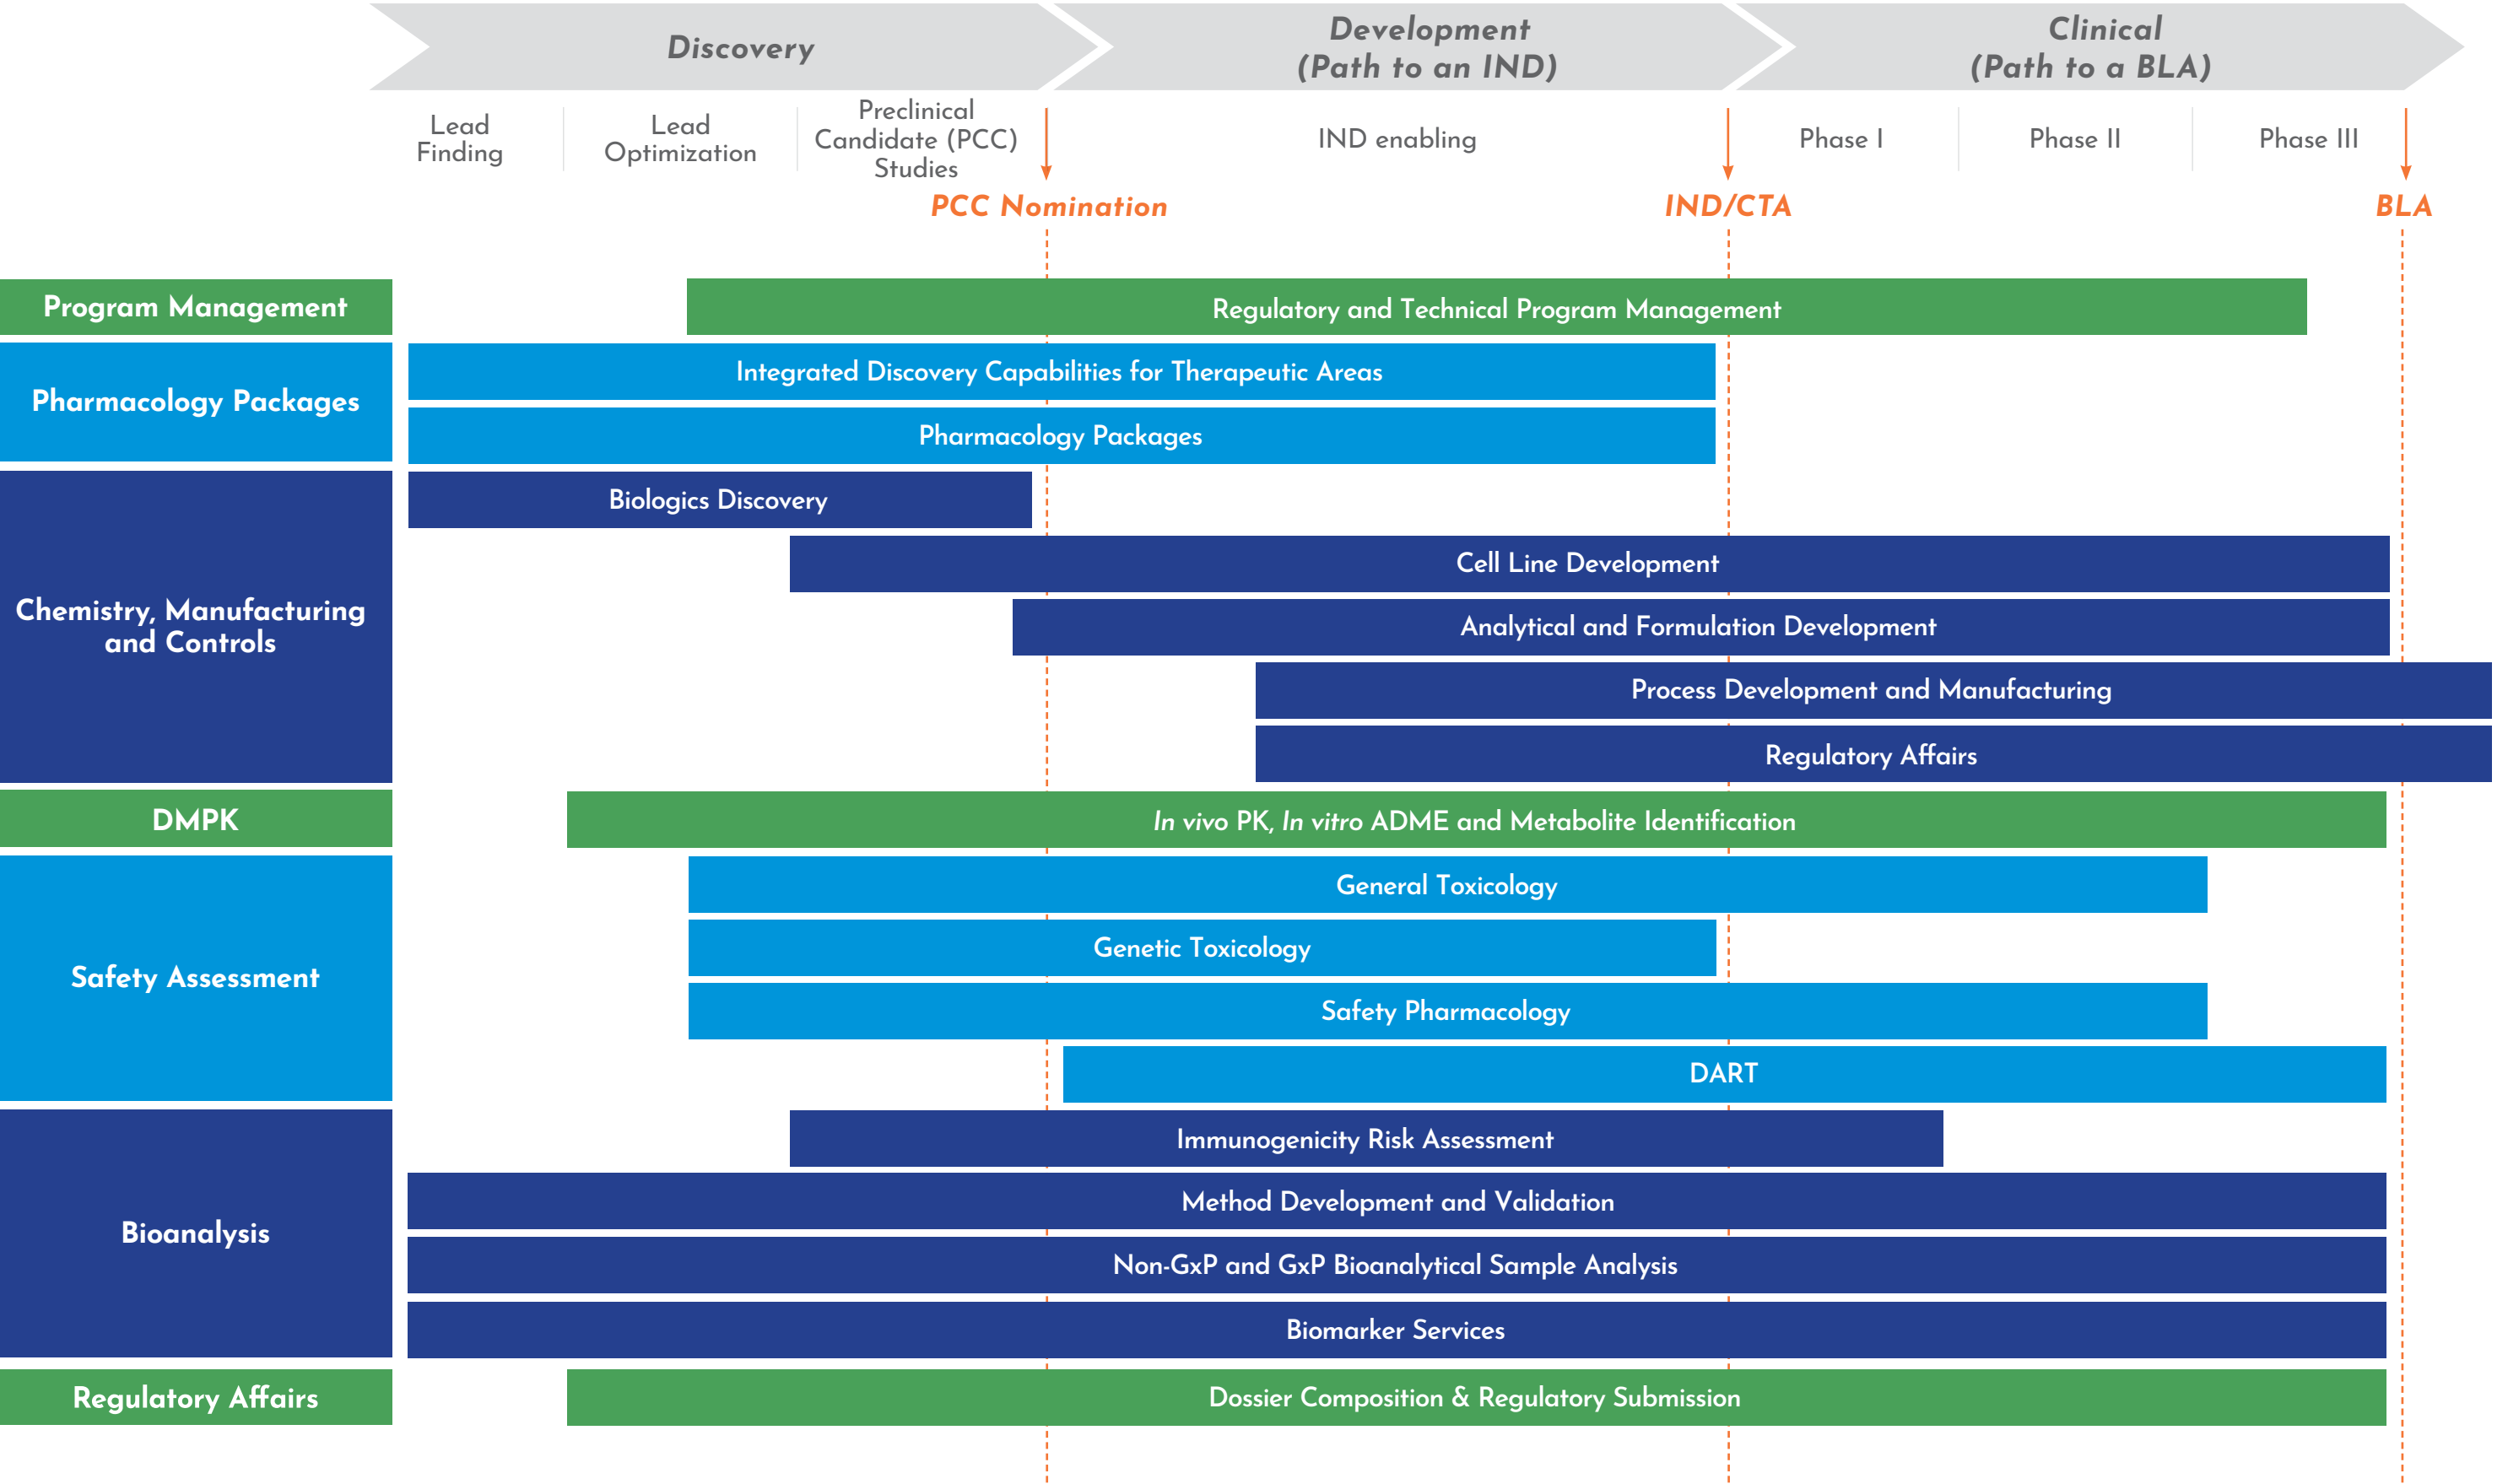 Discovery
Development
(Path to an IND)
Clinical
(Path to a BLA)
Lead
Finding
Lead
Optimization
Preclinical
Candidate (PCC)
Studies
IND enabling
Phase I
Phase II
Phase III
PCC Nomination
IND/CTA
BLA
Program Management
Regulatory and Technical Program Management
Pharmacology Packages
Integrated Discovery Capabilities for Therapeutic Areas
Pharmacology Packages
Chemistry, Manufacturing
and Controls
Biologics Discovery
Cell Line Development
Analytical and Formulation Development
Process Development and Manufacturing
Regulatory Affairs
DMPK
In vivo PK, In vitro ADME and Metabolite Identification
Safety Assessment
General Toxicology
Genetic Toxicology
Safety Pharmacology
DART
Bioanalysis
Immunogenicity Risk Assessment
Method Development and Validation
Non-GxP and GxP Bioanalytical Sample Analysis
Biomarker Services
Regulatory Affairs
Dossier Composition & Regulatory Submission